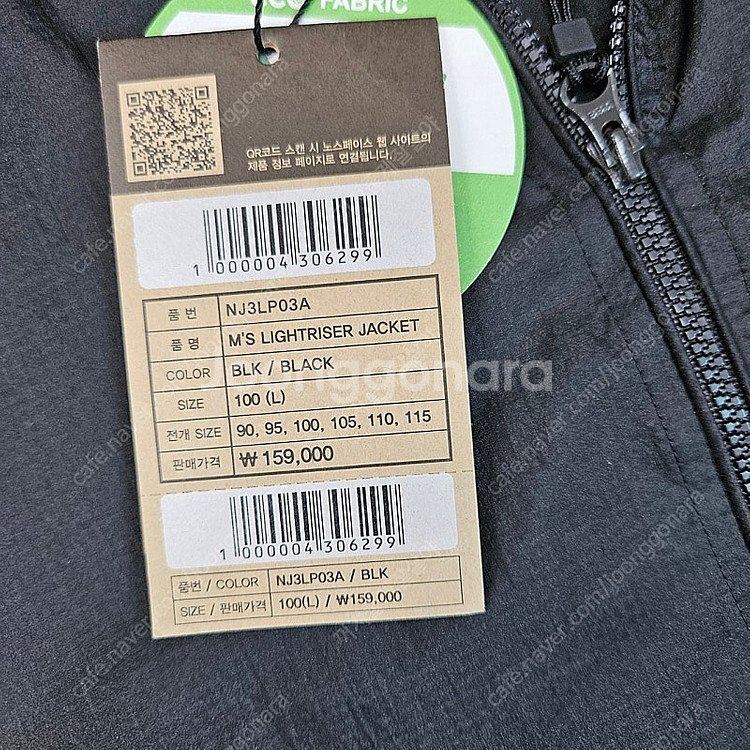 ECO FABRIC
QR코드 스캔 시 노스페이스 웹 사이트의
제품 정보 페이지로 연결됩니다.
1 000004 306299
품 번 NJ3LP03A
품 명 M'S LIGHTRISER JACKET
COLOR BLK / BLACK
SIZE 100 (L)
전개 SIZE 90, 95, 100, 105, 110, 115
판매가격 ₩159,000
1 000004 306299
품번 / COLOR NJ3LP03A / BLK
SIZE / 판매가격 100(L) / ₩159,000
joonggonara
cafe.naver.com/joonggonara